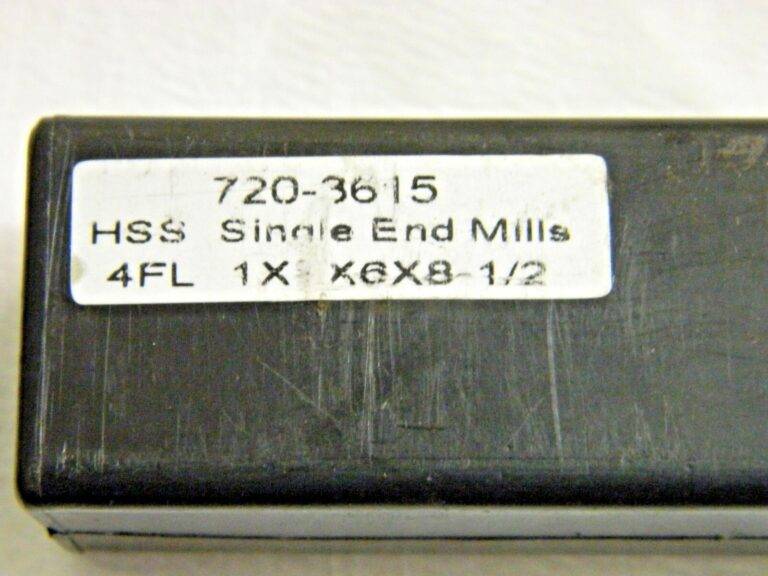 720-3615
HSS Single End Mills
4FL 1X X6X8-1/2